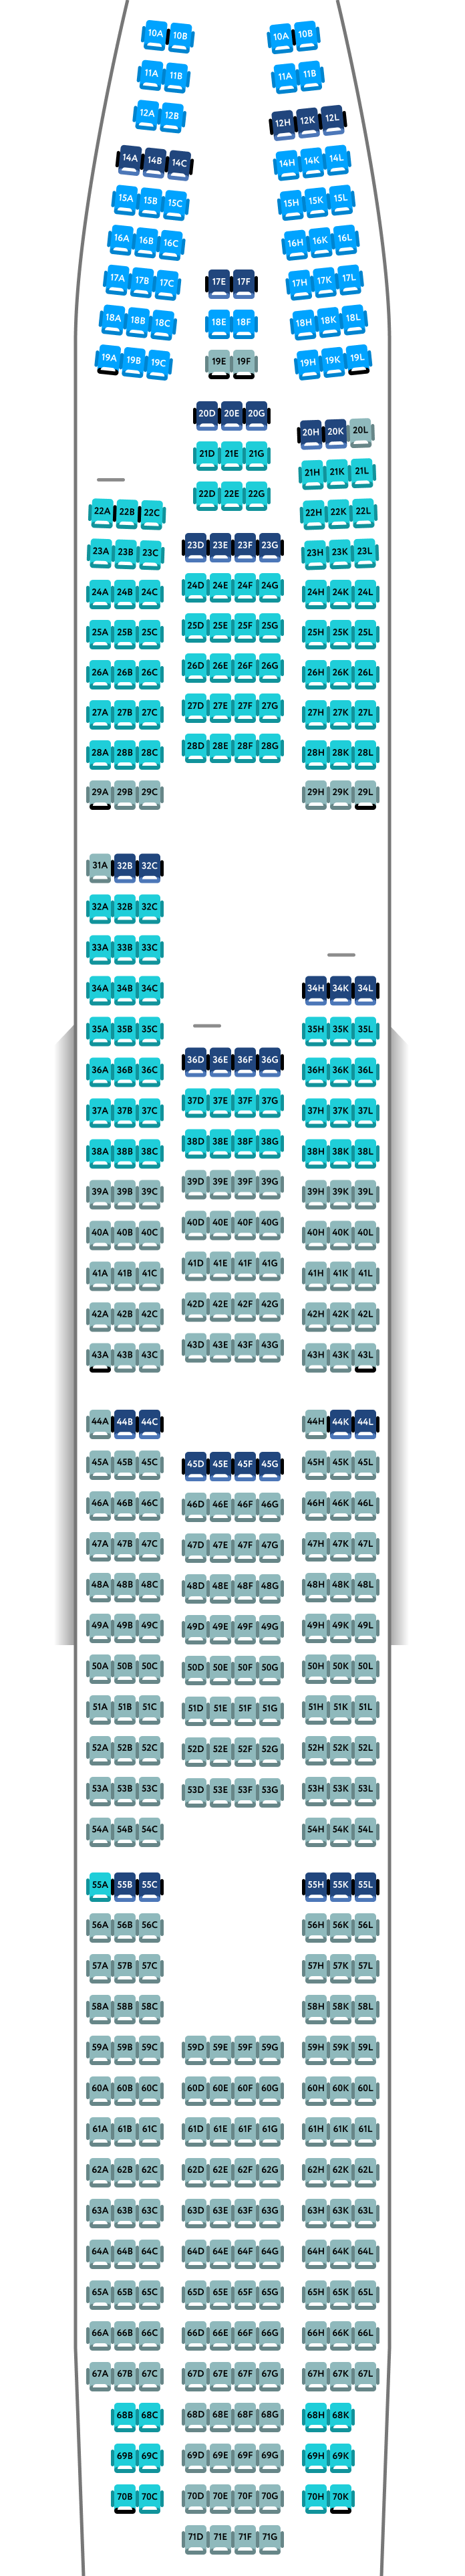 10A 10B 10A 10B
11A 11B 11A 11B
12A 12B 12H 12K 12L
14A 14B 14C 14H 14K 14L
15A 15B 15C 15H 15K 15L
16A 16B 16C 16H 16K 16L
17A 17B 17C 17E 17F 17H 17K 17L
18A 18B 18C 18E 18F 18H 18K 18L
19A 19B 19C 19E 19F 19H 19K 19L
20D 20E 20G 20H 20K 20L
21D 21E 21G 21H 21K 21L
22A 22B 22C 22D 22E 22G 22H 22K 22L
23A 23B 23C 23D 23E 23F 23G 23H 23K 23L
24A 24B 24C 24D 24E 24F 24G 24H 24K 24L
25A 25B 25C 25D 25E 25F 25G 25H 25K 25L
26A 26B 26C 26D 26E 26F 26G 26H 26K 26L
27A 27B 27C 27D 27E 27F 27G 27H 27K 27L
28A 28B 28C 28D 28E 28F 28G 28H 28K 28L
29A 29B 29C 29H 29K 29L
31A 32B 32C
32A 32B 32C
33A 33B 33C
34A 34B 34C 34H 34K 34L
35A 35B 35C 35H 35K 35L
36A 36B 36C 36D 36E 36F 36G 36H 36K 36L
37A 37B 37C 37D 37E 37F 37G 37H 37K 37L
38A 38B 38C 38D 38E 38F 38G 38H 38K 38L
39A 39B 39C 39D 39E 39F 39G 39H 39K 39L
40A 40B 40C 40D 40E 40F 40G 40H 40K 40L
41A 41B 41C 41D 41E 41F 41G 41H 41K 41L
42A 42B 42C 42D 42E 42F 42G 42H 42K 42L
43A 43B 43C 43D 43E 43F 43G 43H 43K 43L
44A 44B 44C 44H 44K 44L
45A 45B 45C 45D 45E 45F 45G 45H 45K 45L
46A 46B 46C 46D 46E 46F 46G 46H 46K 46L
47A 47B 47C 47D 47E 47F 47G 47H 47K 47L
48A 48B 48C 48D 48E 48F 48G 48H 48K 48L
49A 49B 49C 49D 49E 49F 49G 49H 49K 49L
50A 50B 50C 50D 50E 50F 50G 50H 50K 50L
51A 51B 51C 51D 51E 51F 51G 51H 51K 51L
52A 52B 52C 52D 52E 52F 52G 52H 52K 52L
53A 53B 53C 53D 53E 53F 53G 53H 53K 53L
54A 54B 54C 54H 54K 54L
55A 55B 55C 55H 55K 55L
56A 56B 56C 56H 56K 56L
57A 57B 57C 57H 57K 57L
58A 58B 58C 58H 58K 58L
59A 59B 59C 59D 59E 59F 59G 59H 59K 59L
60A 60B 60C 60D 60E 60F 60G 60H 60K 60L
61A 61B 61C 61D 61E 61F 61G 61H 61K 61L
62A 62B 62C 62D 62E 62F 62G 62H 62K 62L
63A 63B 63C 63D 63E 63F 63G 63H 63K 63L
64A 64B 64C 64D 64E 64F 64G 64H 64K 64L
65A 65B 65C 65D 65E 65F 65G 65H 65K 65L
66A 66B 66C 66D 66E 66F 66G 66H 66K 66L
67A 67B 67C 67D 67E 67F 67G 67H 67K 67L
68B 68C 68D 68E 68F 68G 68H 68K
69B 69C 69D 69E 69F 69G 69H 69K
70B 70C 70D 70E 70F 70G 70H 70K
71D 71E 71F 71G